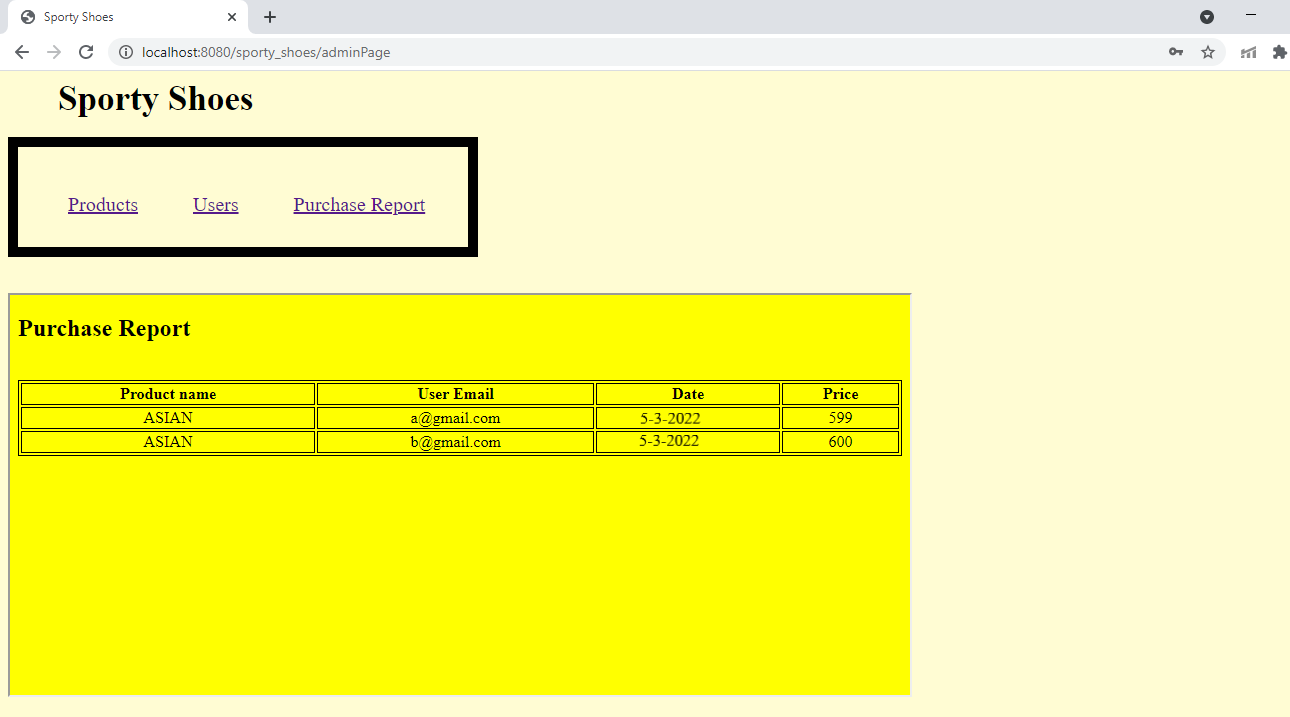 Sporty Shoes
localhost:8080/sporty_shoes/adminPage
Sporty Shoes
Products Users Purchase Report
Purchase Report
Product name User Email Date Price
ASIAN a@gmail.com 5-3-2022 599
ASIAN b@gmail.com 5-3-2022 600